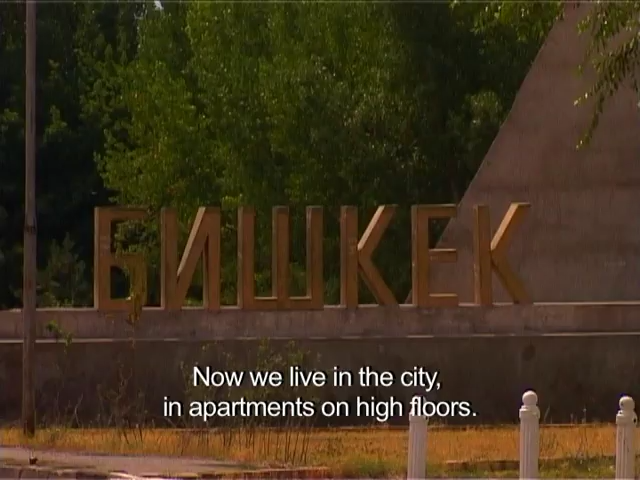 БИШКЕК
Now we live in the city,
in apartments on high floors.